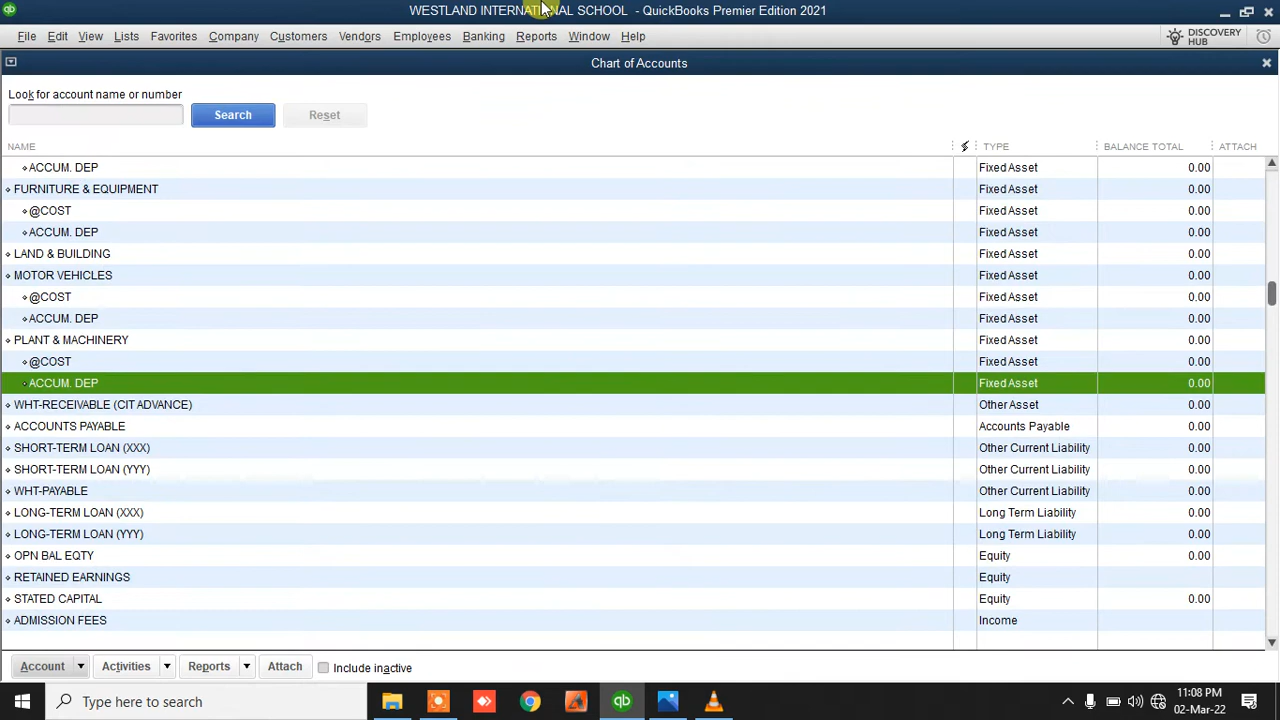 WESTLAND INTERNATIONAL SCHOOL - QuickBooks Premier Edition 2021
File Edit View Lists Favorites Company Customers Vendors Employees Banking Reports Window Help
DISCOVERY HUB
Chart of Accounts
Look for account name or number
Search Reset
NAME TYPE BALANCE TOTAL ATTACH
ACCUM. DEP Fixed Asset 0.00
FURNITURE & EQUIPMENT Fixed Asset 0.00
@COST Fixed Asset 0.00
ACCUM. DEP Fixed Asset 0.00
LAND & BUILDING Fixed Asset 0.00
MOTOR VEHICLES Fixed Asset 0.00
@COST Fixed Asset 0.00
ACCUM. DEP Fixed Asset 0.00
PLANT & MACHINERY Fixed Asset 0.00
@COST Fixed Asset 0.00
ACCUM. DEP Fixed Asset 0.00
WHT-RECEIVABLE (CIT ADVANCE) Other Asset 0.00
ACCOUNTS PAYABLE Accounts Payable 0.00
SHORT-TERM LOAN (XXX) Other Current Liability 0.00
SHORT-TERM LOAN (YYY) Other Current Liability 0.00
WHT-PAYABLE Other Current Liability 0.00
LONG-TERM LOAN (XXX) Long Term Liability 0.00
LONG-TERM LOAN (YYY) Long Term Liability 0.00
OPN BAL EQTY Equity 0.00
RETAINED EARNINGS Equity
STATED CAPITAL Equity 0.00
ADMISSION FEES Income
Account Activities Reports Attach Include inactive
Type here to search
11:08 PM
02-Mar-22